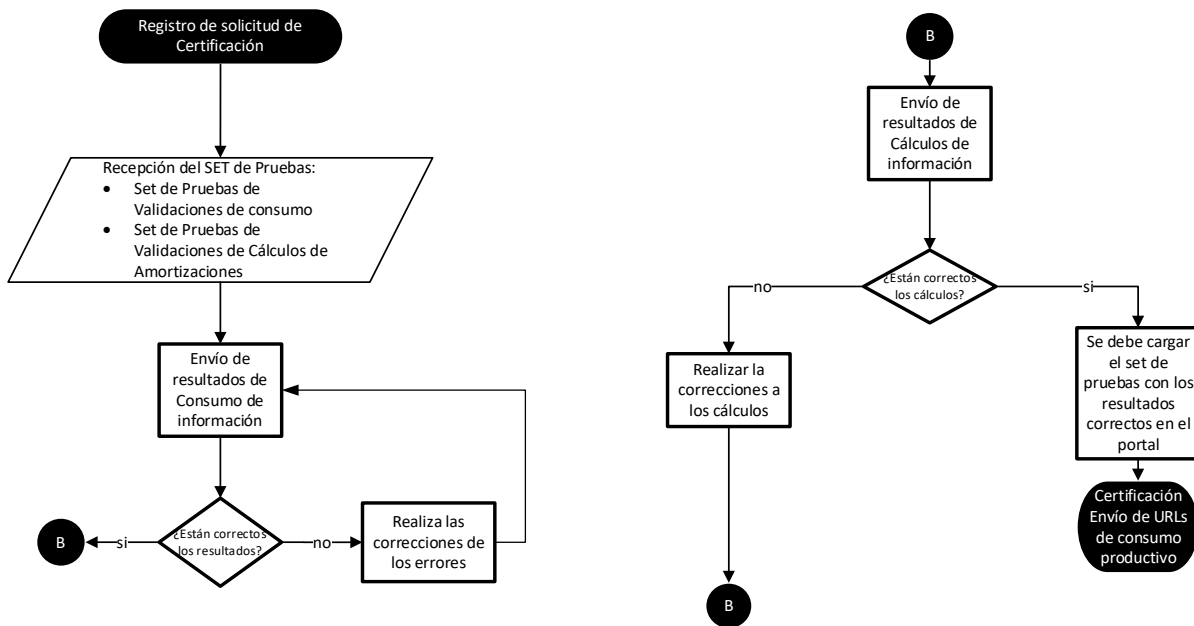 Registro de solicitud de
Certificación
Recepción del SET de Pruebas:
• Set de Pruebas de
Validaciones de consumo
• Set de Pruebas de
Validaciones de Cálculos de
Amortizaciones
Envío de
resultados de
Consumo de
información
¿Están correctos
los resultados?
si
B
no
Realiza las
correcciones de
los errores
B
Envío de
resultados de
Cálculos de
información
¿Están correctos
los cálculos?
no
Realizar la
correcciones a
los cálculos
B
si
Se debe cargar
el set de
pruebas con los
resultados
correctos en el
portal
Certificación
Envío de URLs
de consumo
productivo